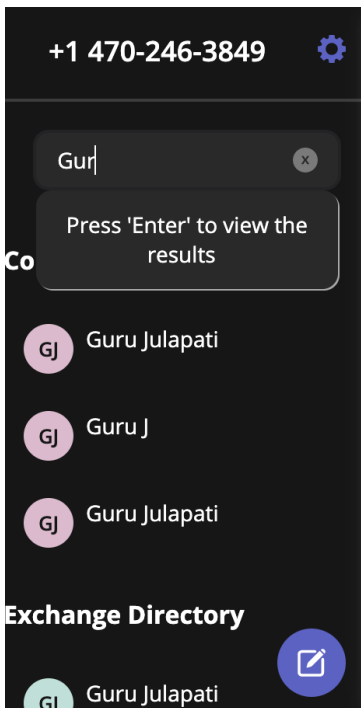 +1 470-246-3849
Gur
x
Press 'Enter' to view the
results
Co
GJ
Guru Julapati
GJ
Guru J
GJ
Guru Julapati
Exchange Directory
GJ
Guru Julapati